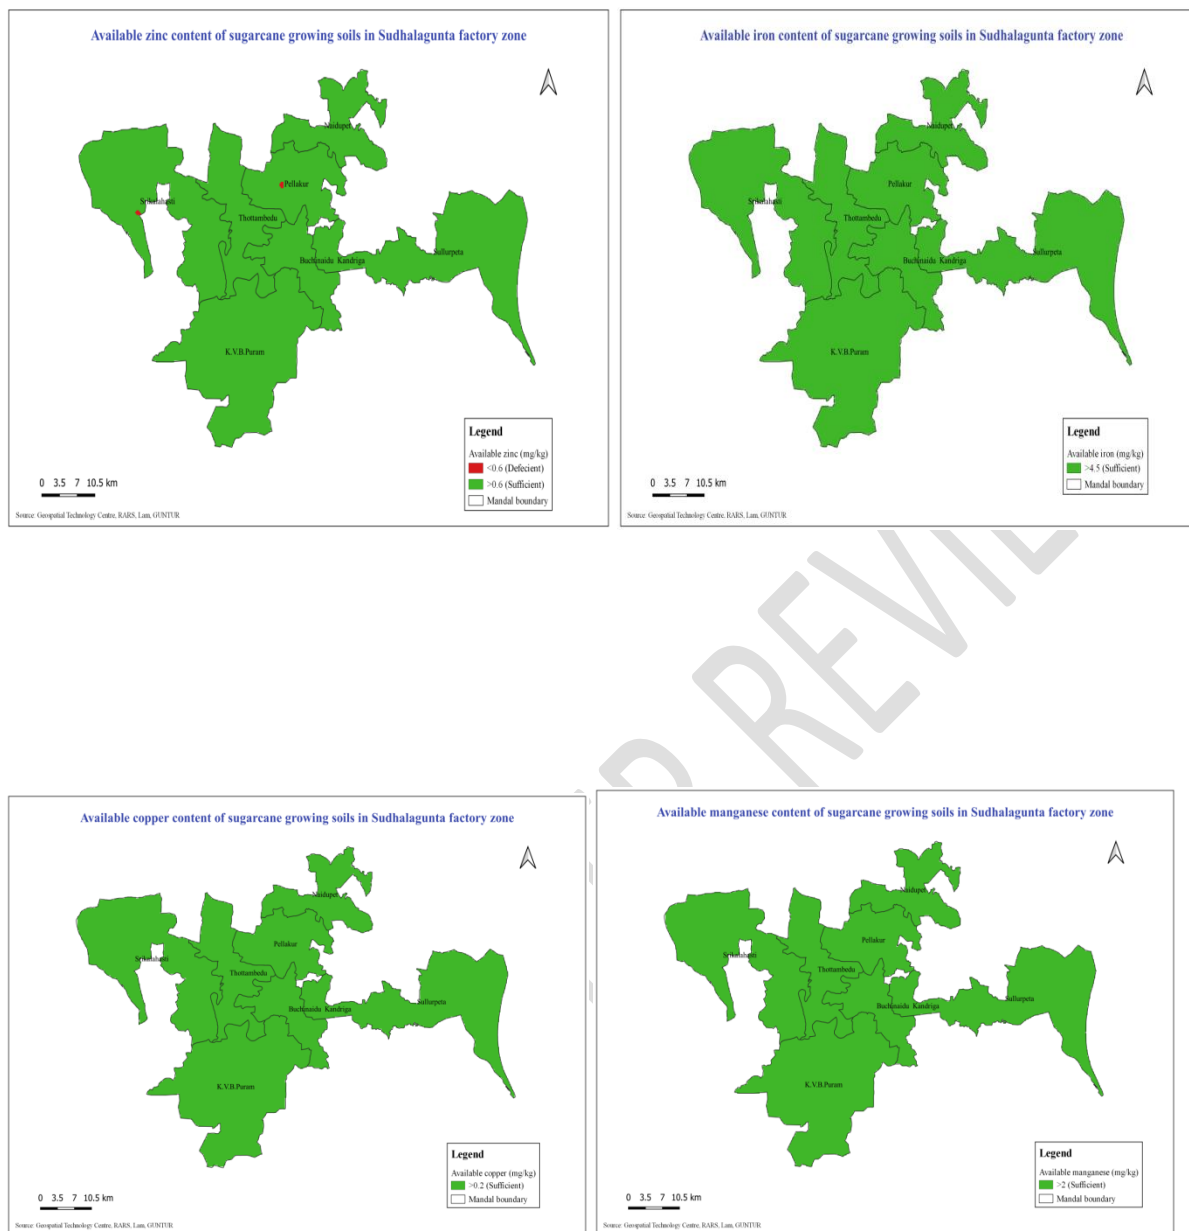 Available zinc content of sugarcane growing soils in Sudhalagunta factory zone
Naidupet
Pellakur
Srikalahasti
Thottambedu
Sullurpeta
Buchinaidu Kandriga
K.V.B.Puram
Legend
Available zinc (mg/kg)
<0.6 (Defecient)
>0.6 (Sufficient)
Mandal boundary
0 3.5 7 10.5 km
Source: Geospatial Technology Centre, RARS, Lam, GUNTUR
Available iron content of sugarcane growing soils in Sudhalagunta factory zone
Naidupet
Pellakur
Srikalahasti
Thottambedu
Sullurpeta
Buchinaidu Kandriga
K.V.B.Puram
Legend
Available iron (mg/kg)
>4.5 (Sufficient)
Mandal boundary
0 3.5 7 10.5 km
Source: Geospatial Technology Centre, RARS, Lam, GUNTUR
Available copper content of sugarcane growing soils in Sudhalagunta factory zone
Naidupet
Pellakur
Srikalahasti
Thottambedu
Sullurpeta
Buchinaidu Kandriga
K.V.B.Puram
Legend
Available copper (mg/kg)
>0.2 (Sufficient)
Mandal boundary
0 3.5 7 10.5 km
Source: Geospatial Technology Centre, RARS, Lam, GUNTUR
Available manganese content of sugarcane growing soils in Sudhalagunta factory zone
Naidupet
Pellakur
Srikalahasti
Thottambedu
Sullurpeta
Buchinaidu Kandriga
K.V.B.Puram
Legend
Available manganese (mg/kg)
>2 (Sufficient)
Mandal boundary
0 3.5 7 10.5 km
Source: Geospatial Technology Centre, RARS, Lam, GUNTUR